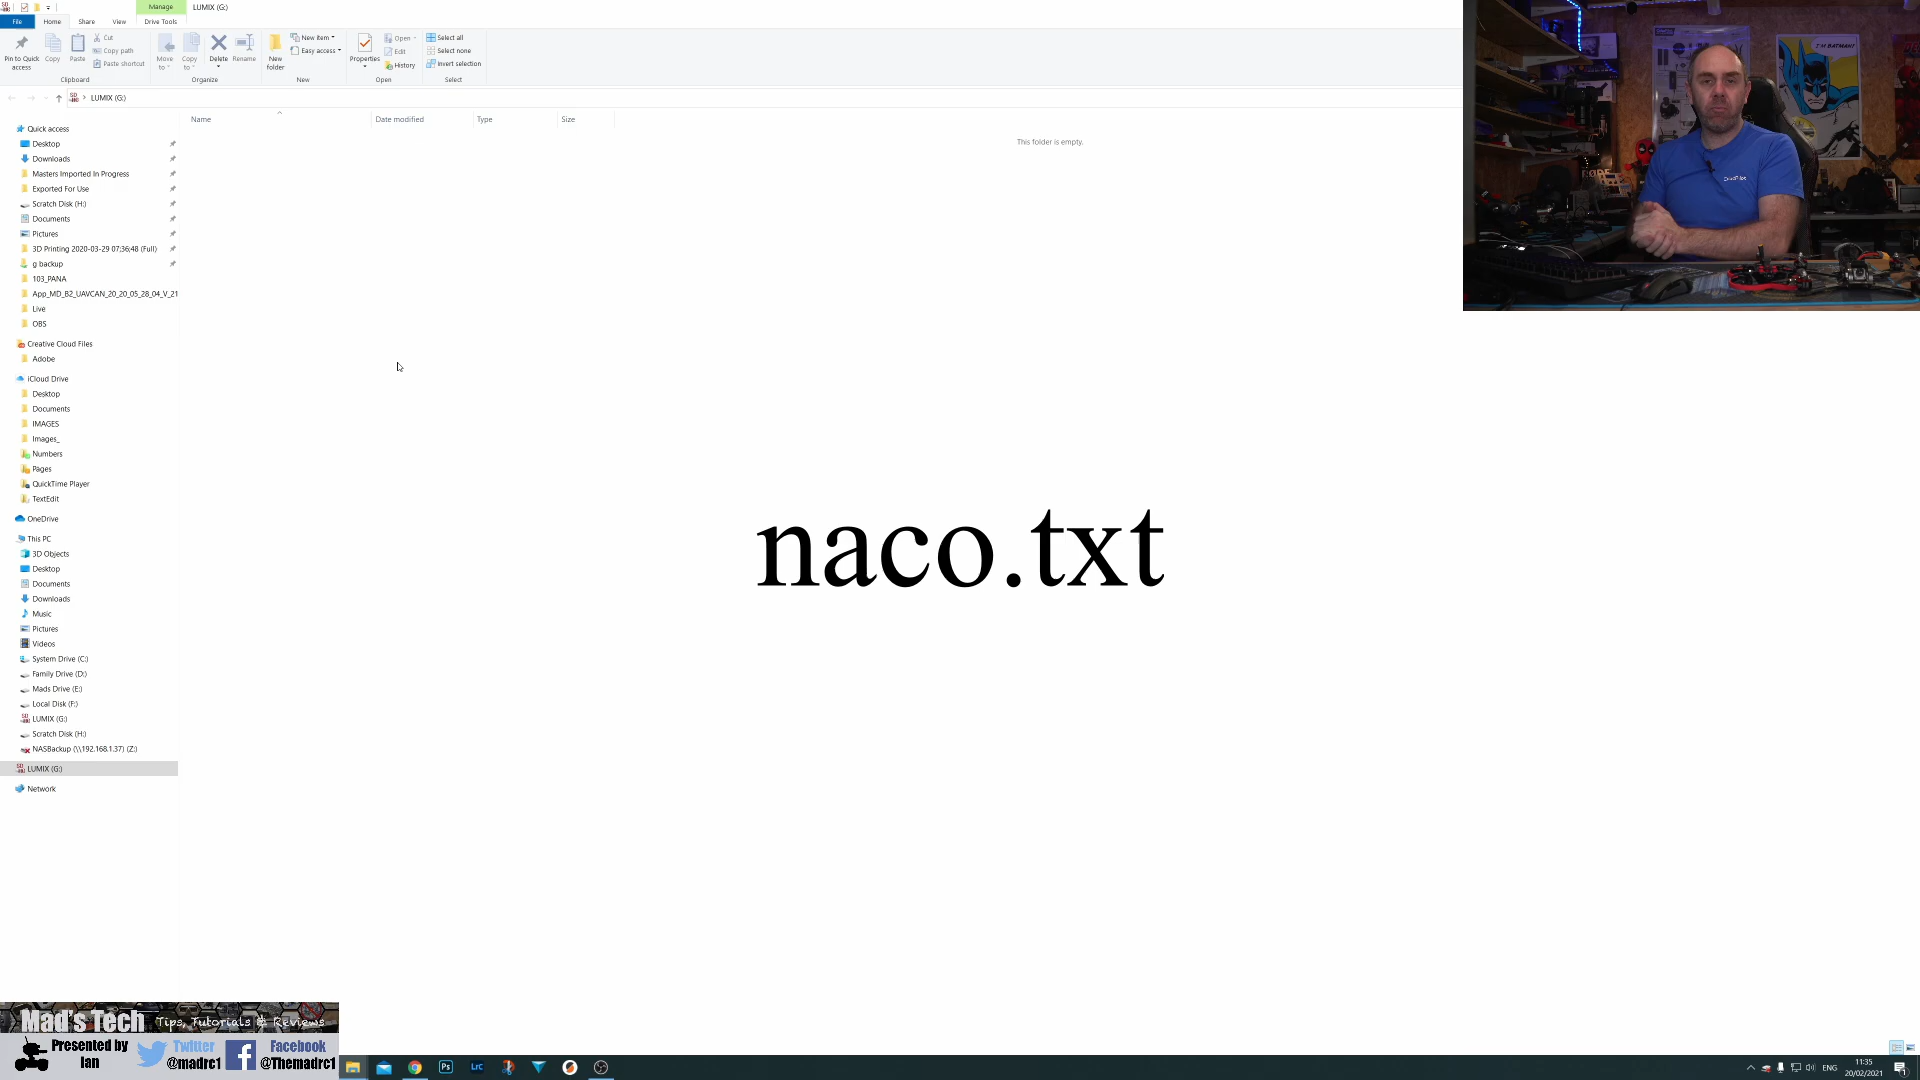 Manage
LUMIX (G:)
File
Home
Share
View
Drive Tools
Pin to Quick access
Copy
Paste
Cut
Copy path
Paste shortcut
Move to
Copy to
Delete
Rename
New folder
New item
Easy access
Properties
Open
Edit
History
Select all
Select none
Invert selection
Clipboard
Organize
New
Open
Select
LUMIX (G:)
Name
Date modified
Type
Size
This folder is empty.
Quick access
Desktop
Downloads
Masters Imported In Progress
Exported For Use
Scratch Disk (H:)
Documents
Pictures
3D Printing 2020-03-29 07;36;48 (Full)
g backup
103_PANA
App_MD_B2_UAVCAN_20_20_05_28_04_V_21
Live
OBS
Creative Cloud Files
Adobe
iCloud Drive
Desktop
Documents
IMAGES
Images_
Numbers
Pages
QuickTime Player
TextEdit
OneDrive
This PC
3D Objects
Desktop
Documents
Downloads
Music
Pictures
Videos
System Drive (C:)
Family Drive (D:)
Mads Drive (E:)
Local Disk (F:)
LUMIX (G:)
Scratch Disk (H:)
NASBackup (\\192.168.1.37) (Z:)
LUMIX (G:)
Network
naco.txt
I'M BATMAN!
RØDE
Mad's Tech
Tips, Tutorials & Reviews
Presented by
Ian
Twitter
@madrc1
Facebook
@Themadrc1
Ps
LrC
ENG
11:35
20/02/2021